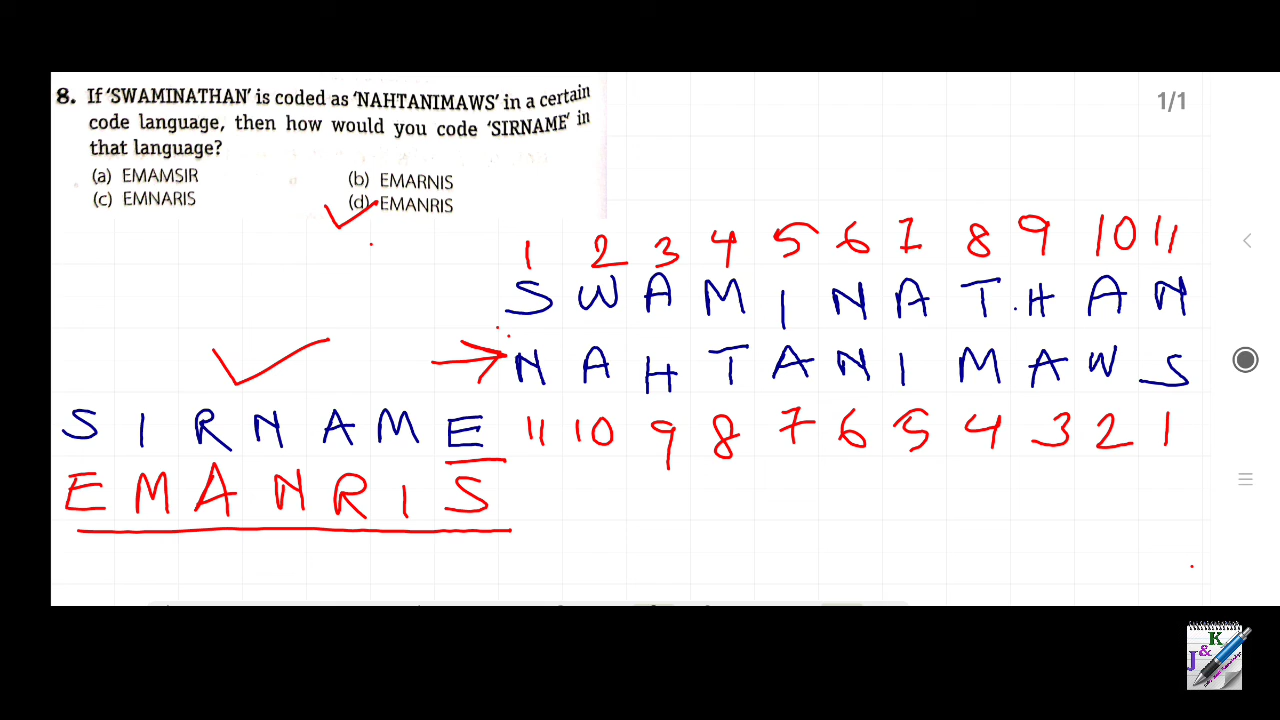 8. If 'SWAMINATHAN' is coded as 'NAHTANIMAWS' in a certain
code language, then how would you code 'SIRNAME' in
that language?
(a) EMAMSIR (b) EMARNIS
(c) EMNARIS (d) EMANRIS
1/1
1 2 3 4 5 6 7 8 9 10 11
S W A M I N A T H A N
N A H T A N I M A W S
11 10 9 8 7 6 5 4 3 2 1
S I R N A M E
E M A N R I S
J & K